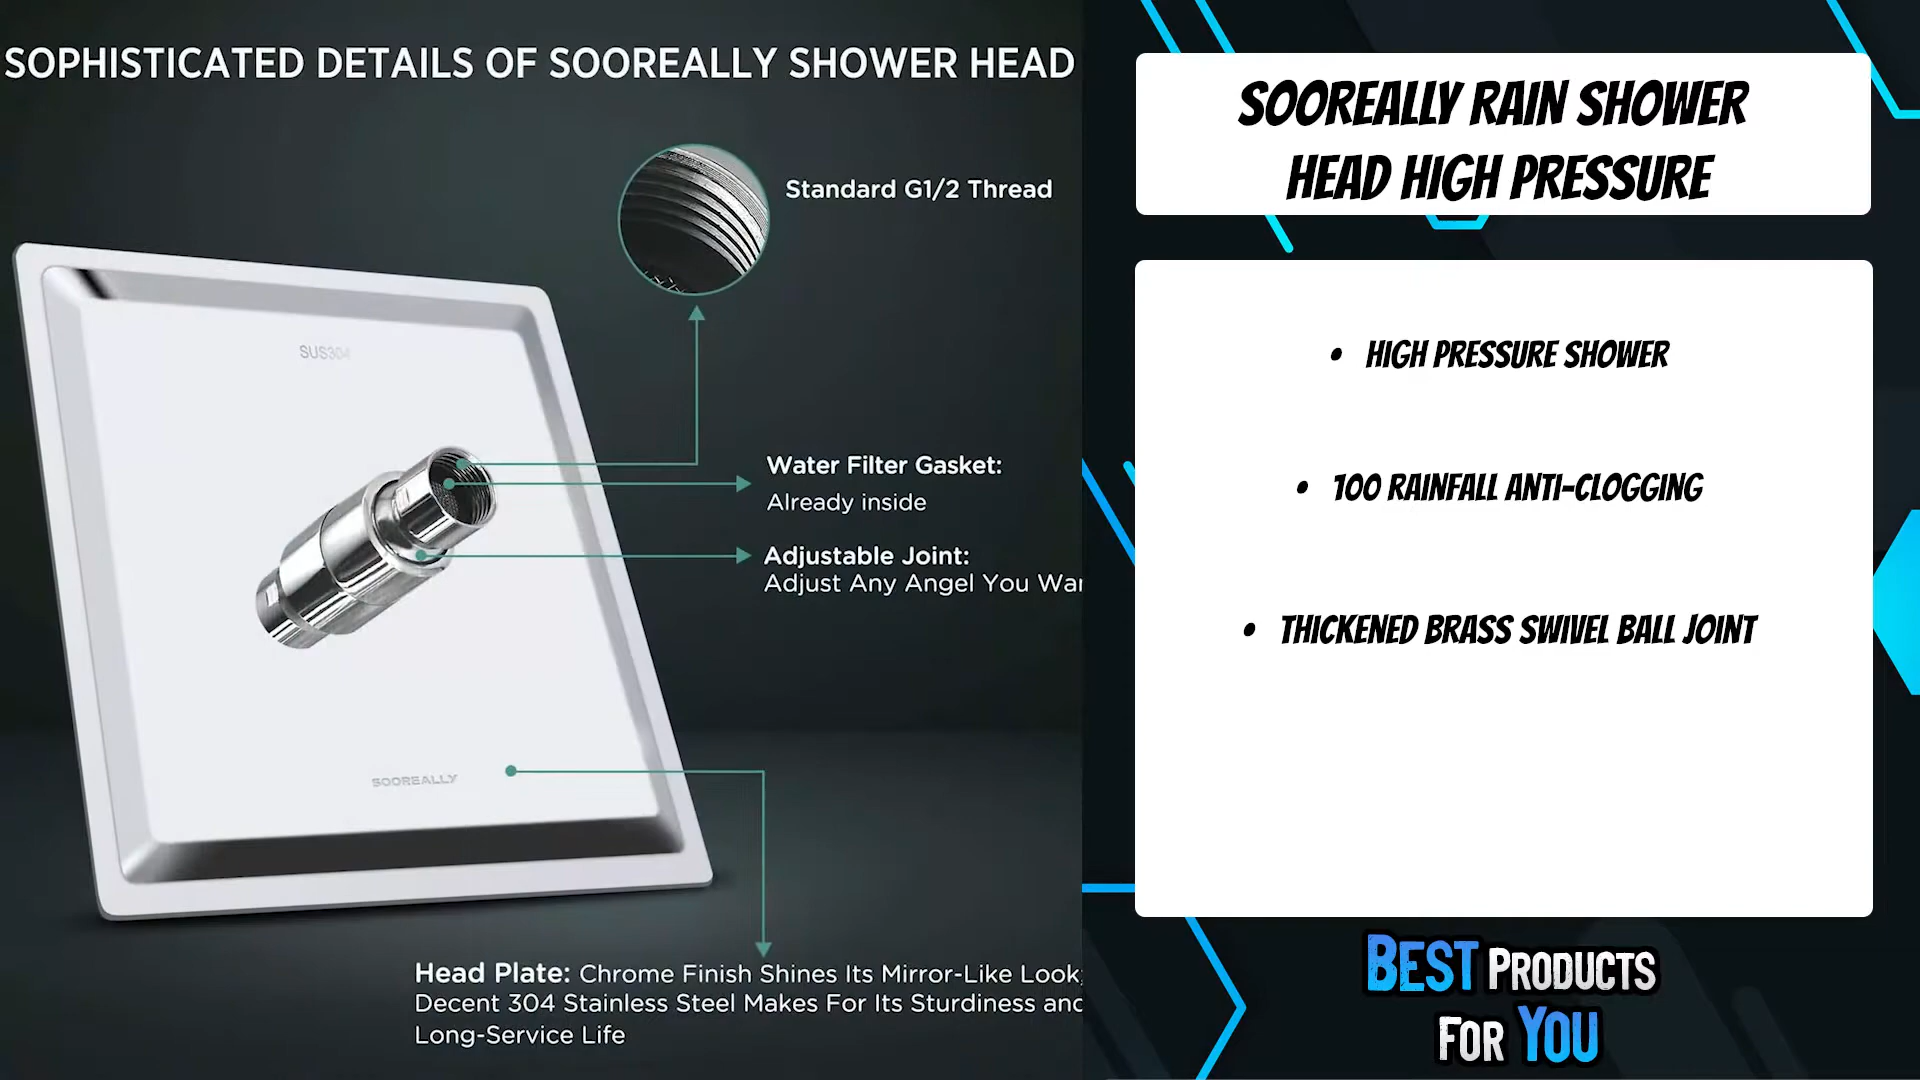 SOPHISTICATED DETAILS OF SOOREALLY SHOWER HEAD
Standard G1/2 Thread
SUS304
Water Filter Gasket:
Already inside
Adjustable Joint:
Adjust Any Angel You
SOOREALLY
Head Plate: Chrome Finish Shines Its Mirror-Like Look,
Decent 304 Stainless Steel Makes For Its Sturdiness and
Long-Service Life
SOOREALLY RAIN SHOWER
HEAD HIGH PRESSURE
• HIGH PRESSURE SHOWER
• 100 RAINFALL ANTI-CLOGGING
• THICKENED BRASS SWIVEL BALL JOINT
BEST PRODUCTS
FOR YOU